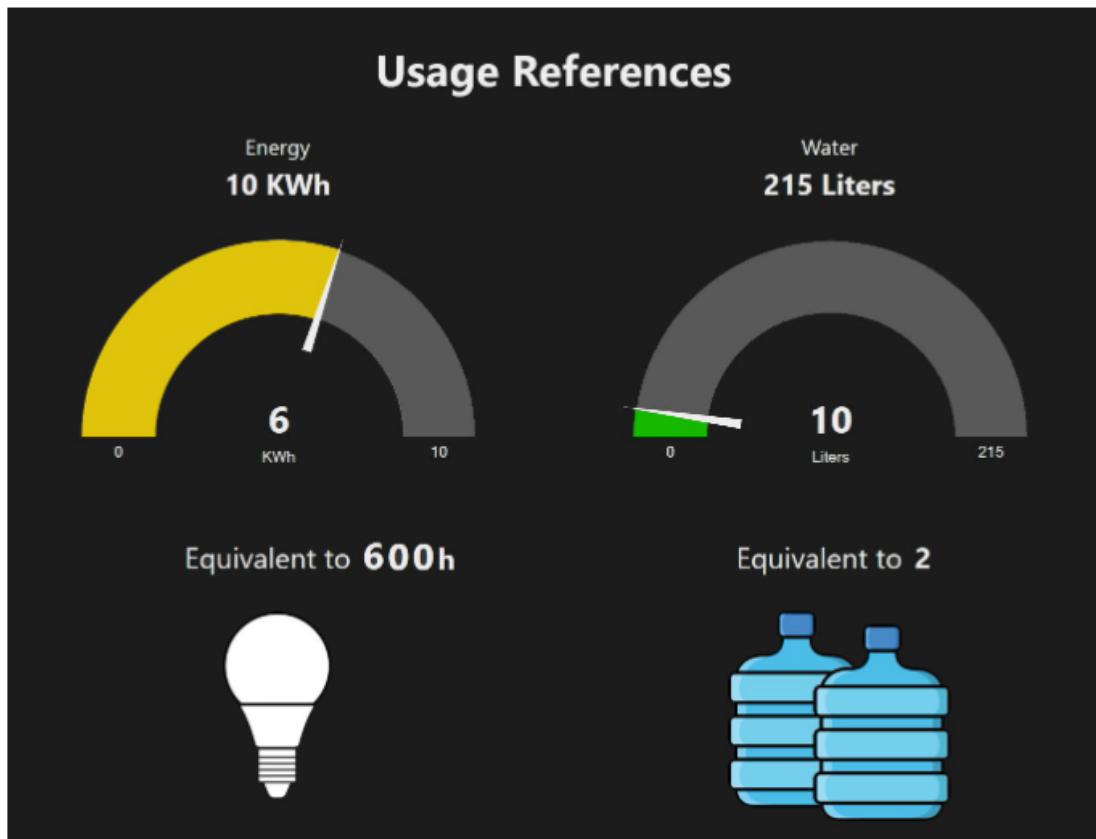 Usage References
Energy
10 KWh
6
KWh
0
10
Equivalent to 600h
Water
215 Liters
10
Liters
0
215
Equivalent to 2